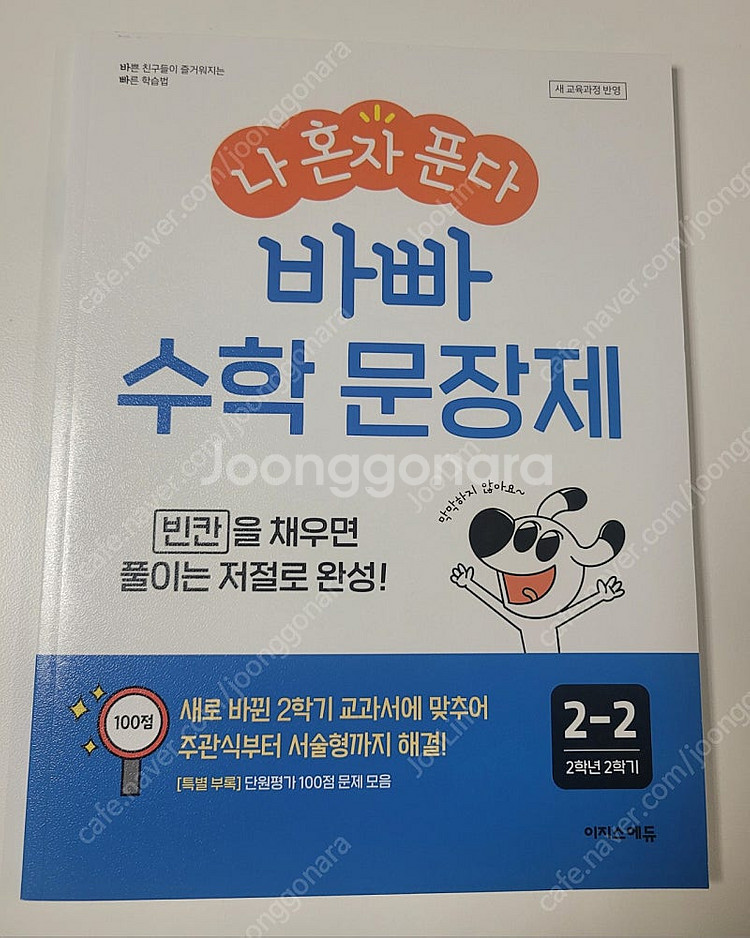 바쁜 친구들이 즐거워지는
빠른 학습법
새 교육과정 반영
나 혼자 푼다
바빠
수학 문장제
Joonggonara
막막하지 않아요~
빈칸을 채우면
풀이는 저절로 완성!
100점
새로 바뀐 2학기 교과서에 맞추어
주관식부터 서술형까지 해결!
[특별 부록] 단원평가 100점 문제 모음
2-2
2학년 2학기
이지스에듀
cafe.naver.com/joonggonara